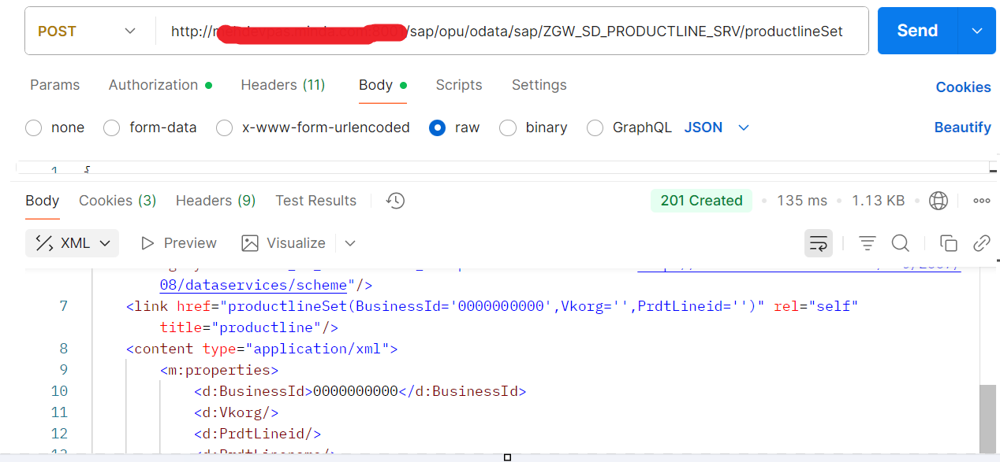 POST http:// /sap/opu/odata/sap/ZGW_SD_PRODUCTLINE_SRV/productlineSet Send
Params Authorization Headers (11) Body Scripts Settings Cookies
none form-data x-www-form-urlencoded raw binary GraphQL JSON Beautify
1 {
Body Cookies (3) Headers (9) Test Results 201 Created 135 ms 1.13 KB
XML Preview Visualize
08/dataservices/scheme"/>
7 <link href="productlineSet(BusinessId='0000000000',Vkorg='',PrdtLineid='')" rel="self"
title="productline"/>
8 <content type="application/xml">
9 <m:properties>
10 <d:BusinessId>0000000000</d:BusinessId>
11 <d:Vkorg/>
12 <d:PrdtLineid/>